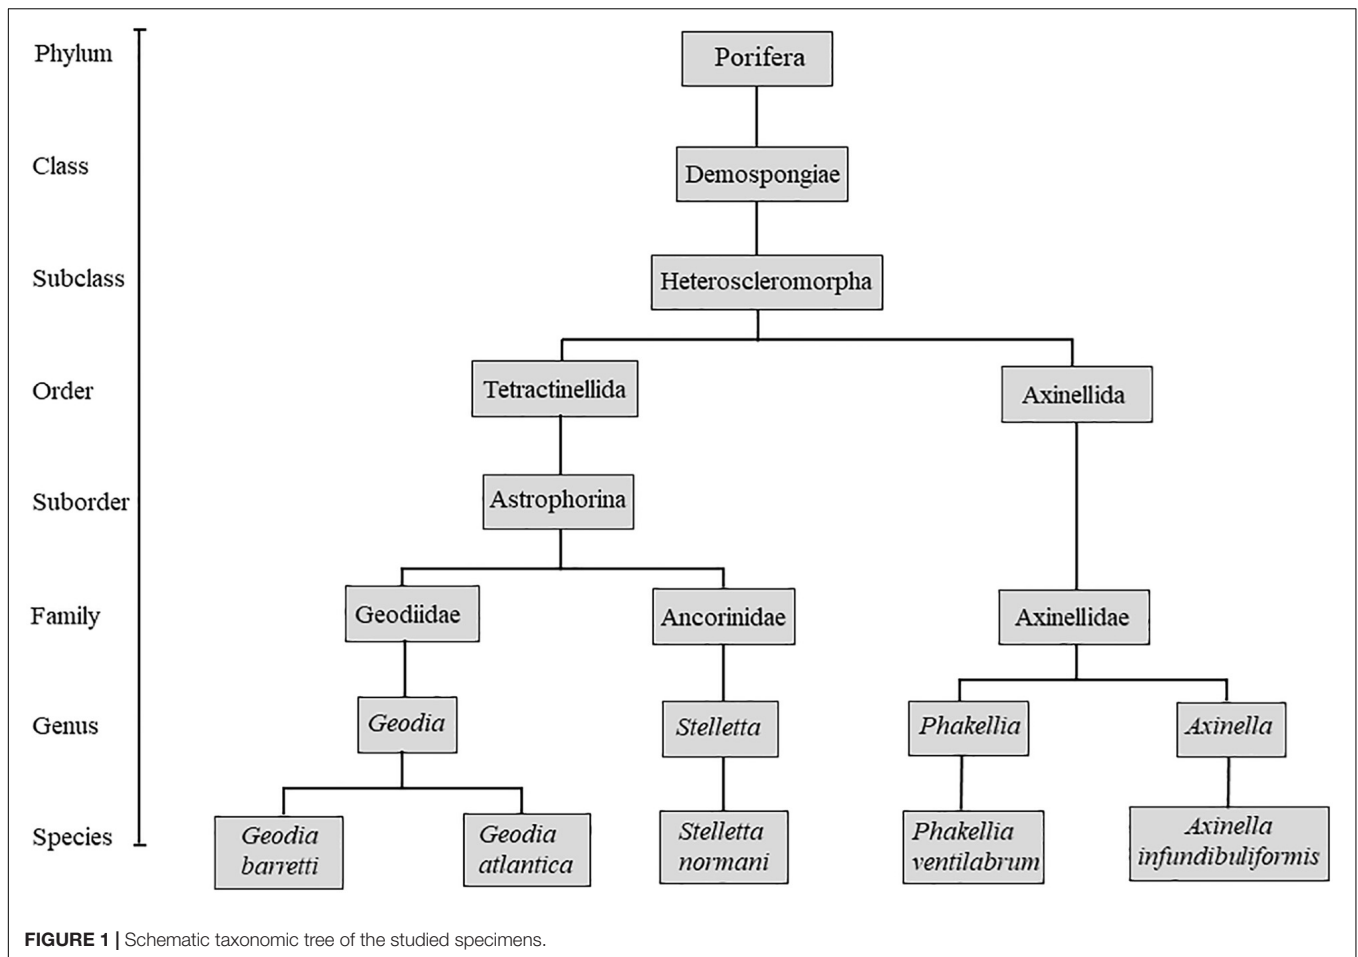 Phylum
Porifera
Class
Demospongiae
Subclass
Heteroscleromorpha
Order
Tetractinellida
Axinellida
Suborder
Astrophorina
Family
Geodiidae
Ancorinidae
Axinellidae
Genus
Geodia
Stelletta
Phakellia
Axinella
Species
Geodia
barretti
Geodia
atlantica
Stelletta
normani
Phakellia
ventilabrum
Axinella
infundibuliformis
FIGURE 1 | Schematic taxonomic tree of the studied specimens.